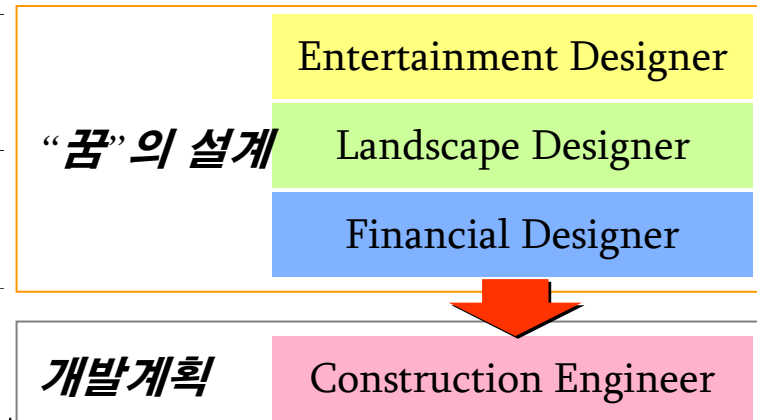 Entertainment Designer
“꿈”의 설계
Landscape Designer
Financial Designer
개발계획
Construction Engineer